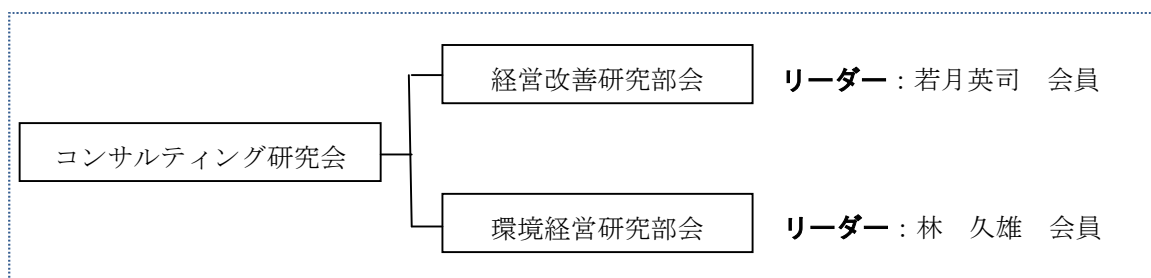 経営改善研究部会　リーダー：若月英司　会員
コンサルティング研究会
環境経営研究部会　リーダー：林　久雄　会員